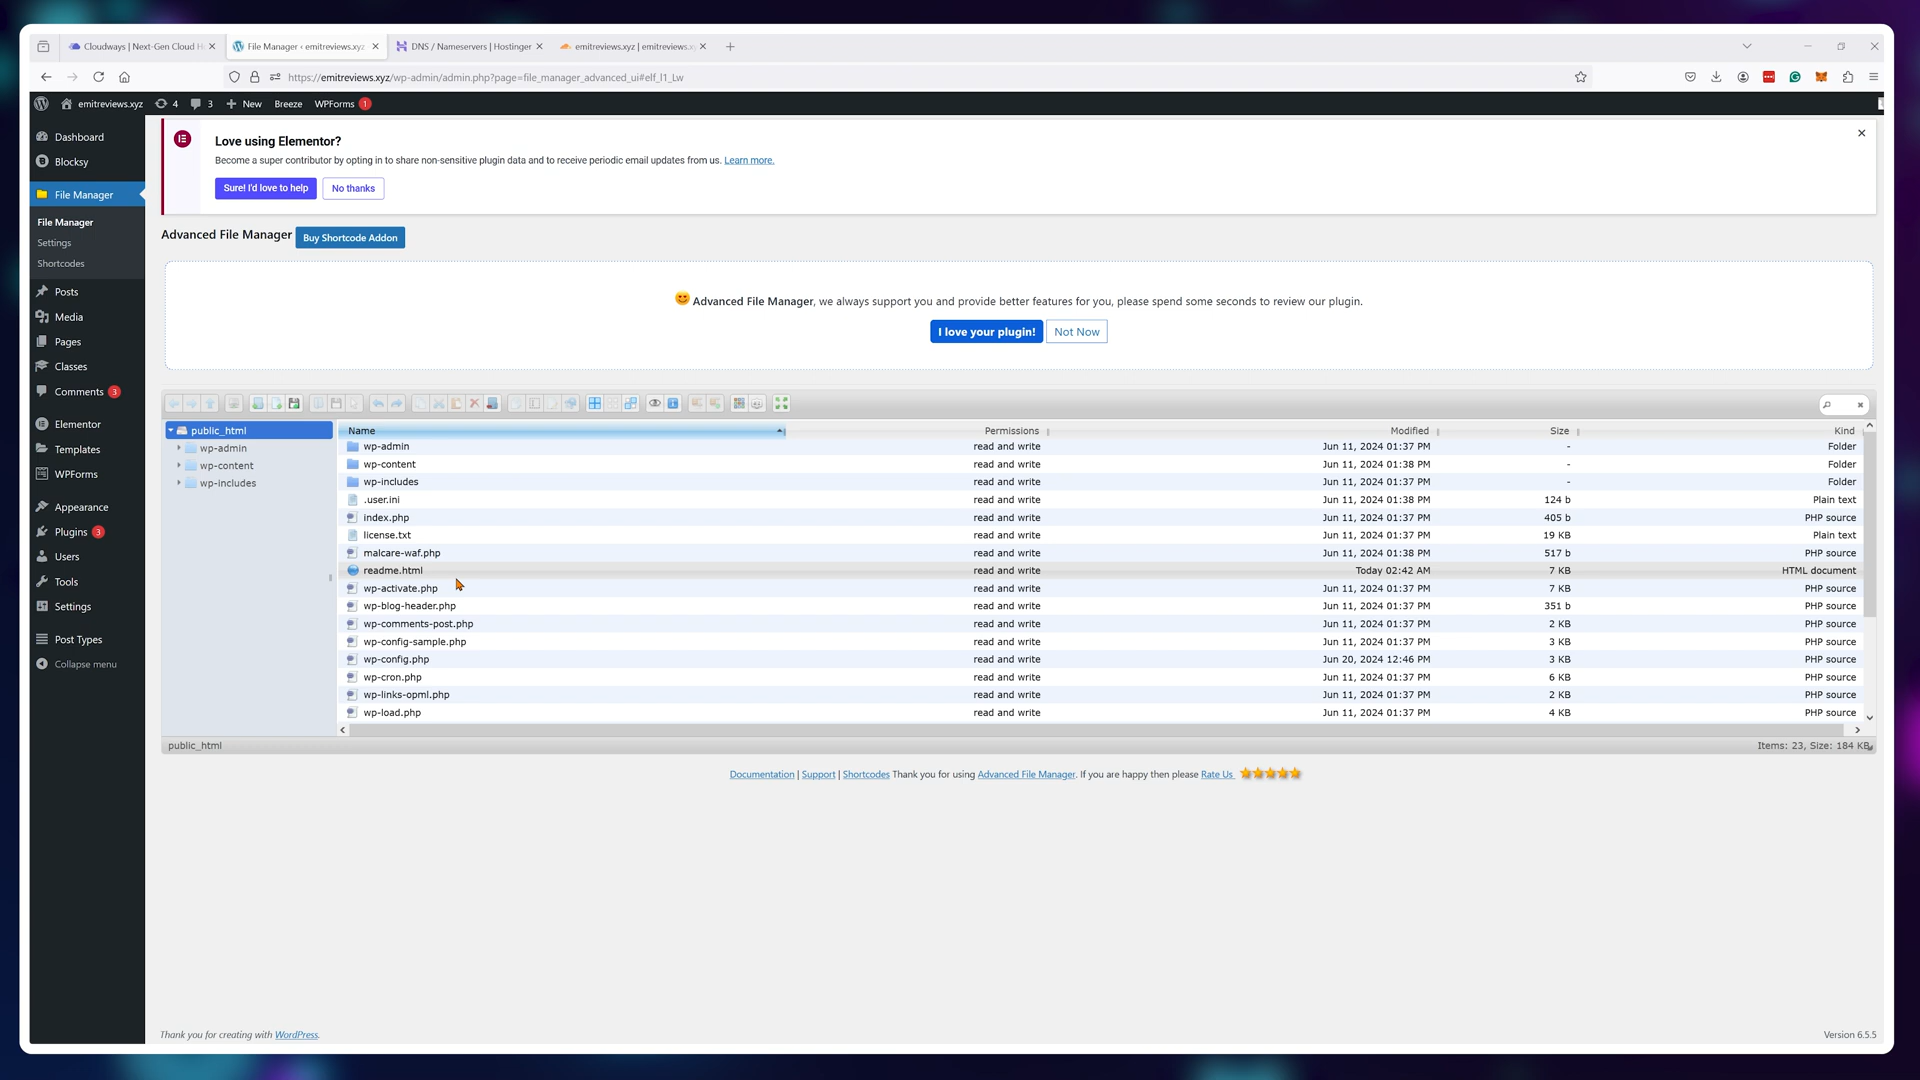 Cloudways | Next-Gen Cloud H
File Manager ‹ emitreviews.xyz
DNS / Nameservers | Hostinger
emitreviews.xyz | emitreviews.x
https://emitreviews.xyz/wp-admin/admin.php?page=file_manager_advanced_ui#elf_l1_Lw
emitreviews.xyz 4 3 New Breeze WPForms 1
Dashboard
Blocksy
File Manager
File Manager
Settings
Shortcodes
Posts
Media
Pages
Classes
Comments 3
Elementor
Templates
WPForms
Appearance
Plugins 3
Users
Tools
Settings
Post Types
Collapse menu
Love using Elementor?
Become a super contributor by opting in to share non-sensitive plugin data and to receive periodic email updates from us. Learn more.
Sure! I'd love to help No thanks
Advanced File Manager Buy Shortcode Addon
Advanced File Manager, we always support you and provide better features for you, please spend some seconds to review our plugin.
I love your plugin! Not Now
public_html
wp-admin
wp-content
wp-includes
Name Permissions Modified Size Kind
wp-admin read and write Jun 11, 2024 01:37 PM - Folder
wp-content read and write Jun 11, 2024 01:38 PM - Folder
wp-includes read and write Jun 11, 2024 01:37 PM - Folder
.user.ini read and write Jun 11, 2024 01:38 PM 124 b Plain text
index.php read and write Jun 11, 2024 01:37 PM 405 b PHP source
license.txt read and write Jun 11, 2024 01:37 PM 19 KB Plain text
malcare-waf.php read and write Jun 11, 2024 01:38 PM 517 b PHP source
readme.html read and write Today 02:42 AM 7 KB HTML document
wp-activate.php read and write Jun 11, 2024 01:37 PM 7 KB PHP source
wp-blog-header.php read and write Jun 11, 2024 01:37 PM 351 b PHP source
wp-comments-post.php read and write Jun 11, 2024 01:37 PM 2 KB PHP source
wp-config-sample.php read and write Jun 11, 2024 01:37 PM 3 KB PHP source
wp-config.php read and write Jun 20, 2024 12:46 PM 3 KB PHP source
wp-cron.php read and write Jun 11, 2024 01:37 PM 6 KB PHP source
wp-links-opml.php read and write Jun 11, 2024 01:37 PM 2 KB PHP source
wp-load.php read and write Jun 11, 2024 01:37 PM 4 KB PHP source
public_html Items: 23, Size: 184 KB
Documentation | Support | Shortcodes Thank you for using Advanced File Manager. If you are happy then please Rate Us
Thank you for creating with WordPress. Version 6.5.5